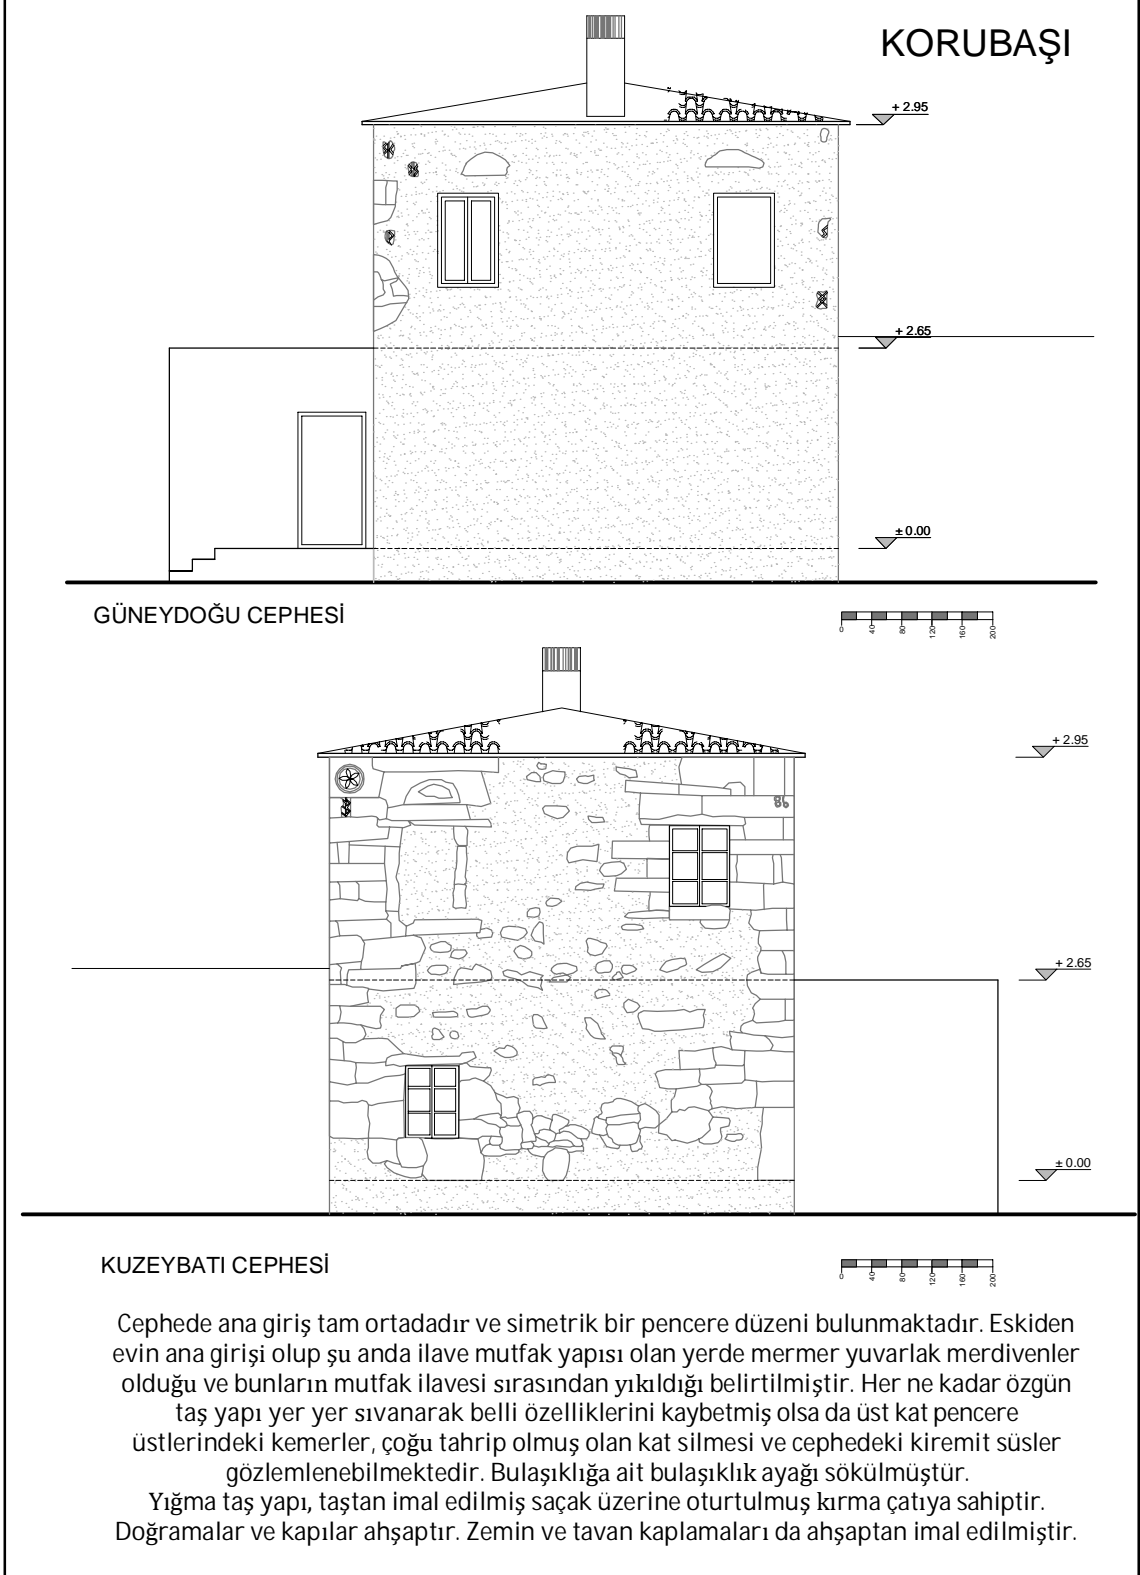 KORUBAŞI
+ 2.95
+ 2.65
± 0.00
GÜNEYDOĞU CEPHESİ
0 40 80 120 160 200
+ 2.95
+ 2.65
± 0.00
KUZEYBATI CEPHESİ
0 40 80 120 160 200
Cephede ana giriş tam ortadadır ve simetrik bir pencere düzeni bulunmaktadır. Eskiden
evin ana girişi olup şu anda ilave mutfak yapısı olan yerde mermer yuvarlak merdivenler
olduğu ve bunların mutfak ilavesi sırasından yıkıldığı belirtilmiştir. Her ne kadar özgün
taş yapı yer yer sıvanarak belli özelliklerini kaybetmiş olsa da üst kat pencere
üstlerindeki kemerler, çoğu tahrip olmuş olan kat silmesi ve cephedeki kiremit süsler
gözlemlenebilmektedir. Bulaşıklığa ait bulaşıklık ayağı sökülmüştür.
Yığma taş yapı, taştan imal edilmiş saçak üzerine oturtulmuş kırma çatıya sahiptir.
Doğramalar ve kapılar ahşaptır. Zemin ve tavan kaplamaları da ahşaptan imal edilmiştir.